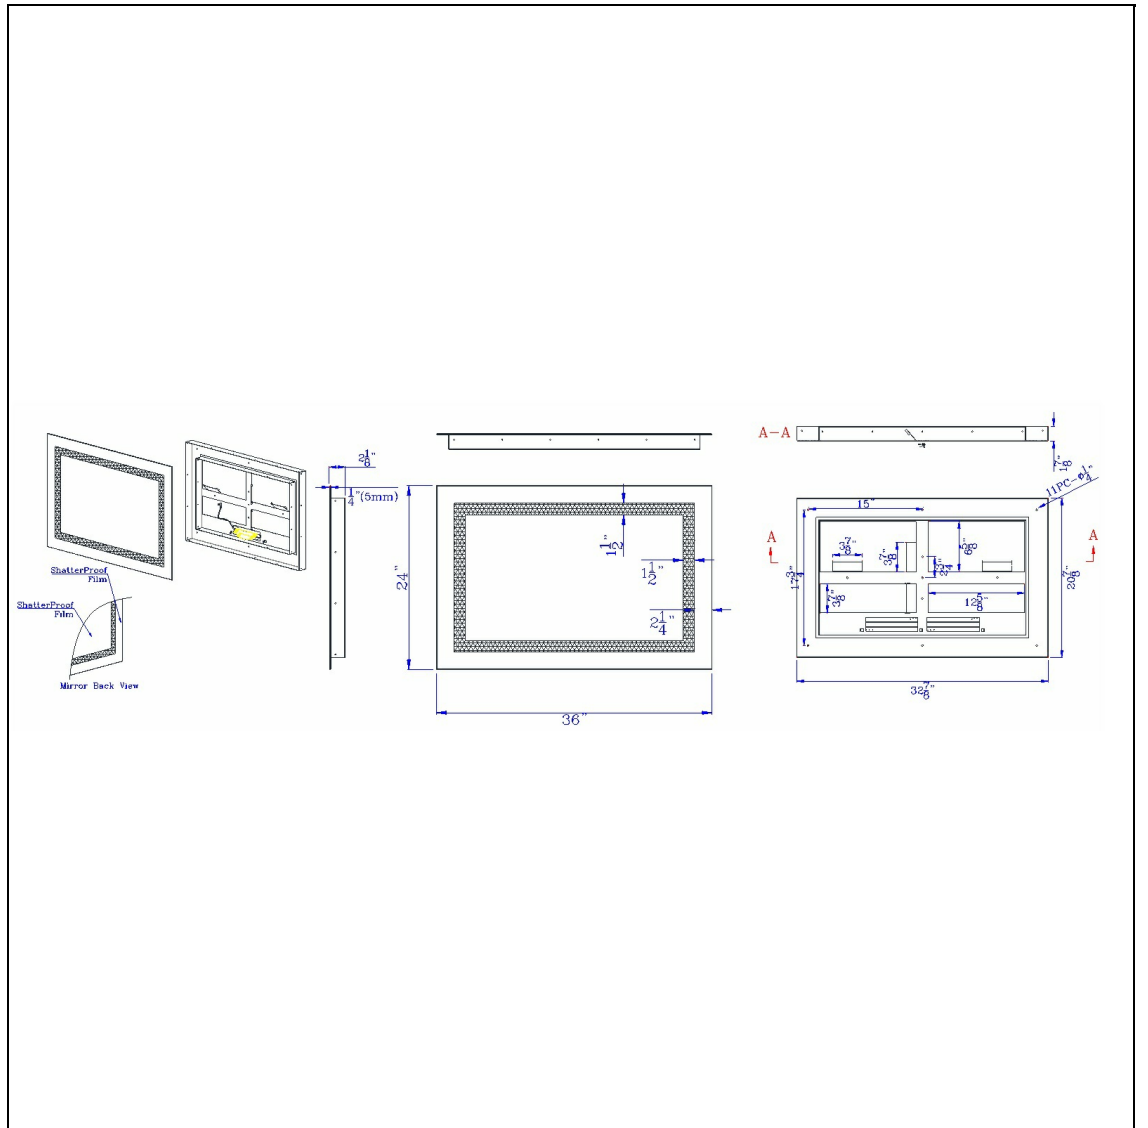 ShatterProof
Film
ShatterProof
Film
Mirror Back View
2 1/8"
1/4"(5mm)
24"
1 1/2"
1 1/2"
2 1/4"
36"
A-A
1 7/8"
11PC-ø1/4"
15"
A
A
3 7/8"
3 7/8"
6 5/8"
17 3/4"
3 7/8"
12 5/8"
20 7/8"
32 7/8"